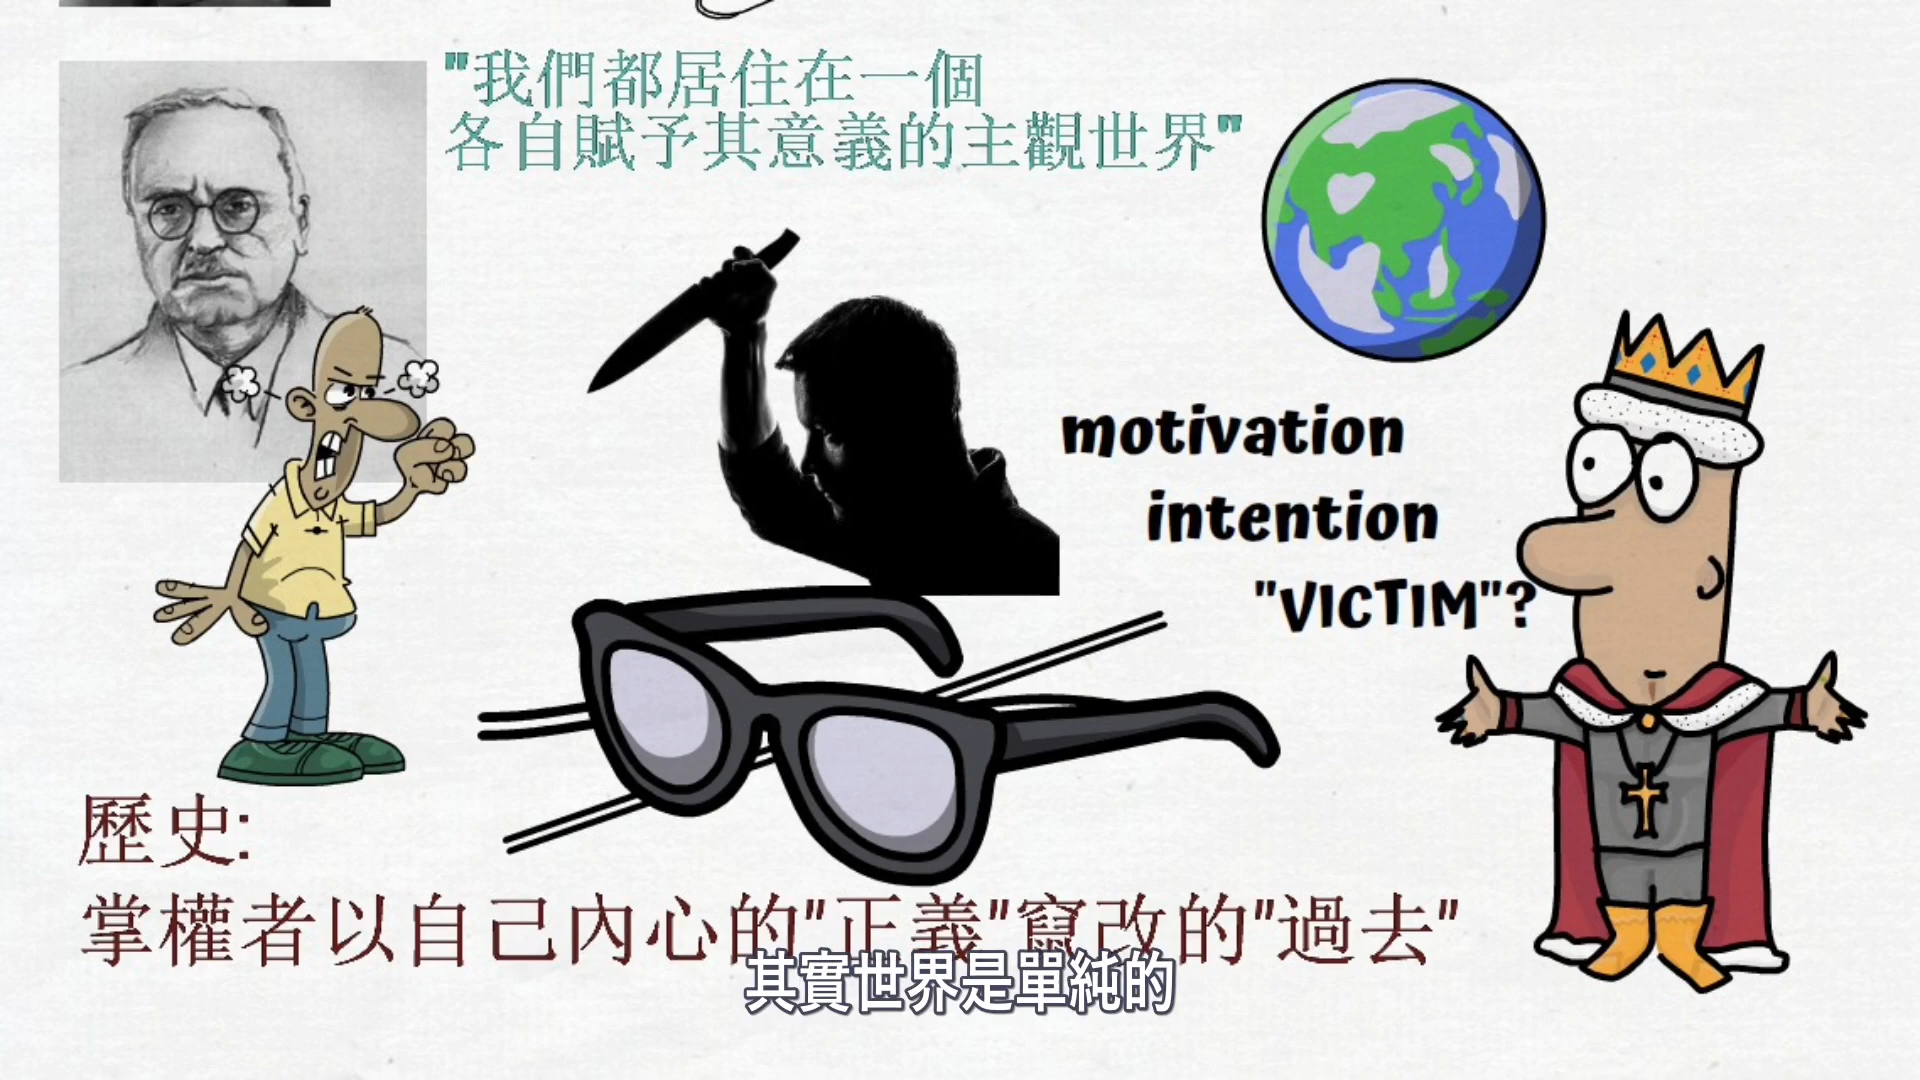 "我們都居住在一個
各自賦予其意義的主觀世界"
motivation
intention
"VICTIM"?
歷史:
掌權者以自己內心的"正義"竄改的"過去"
其實世界是單純的